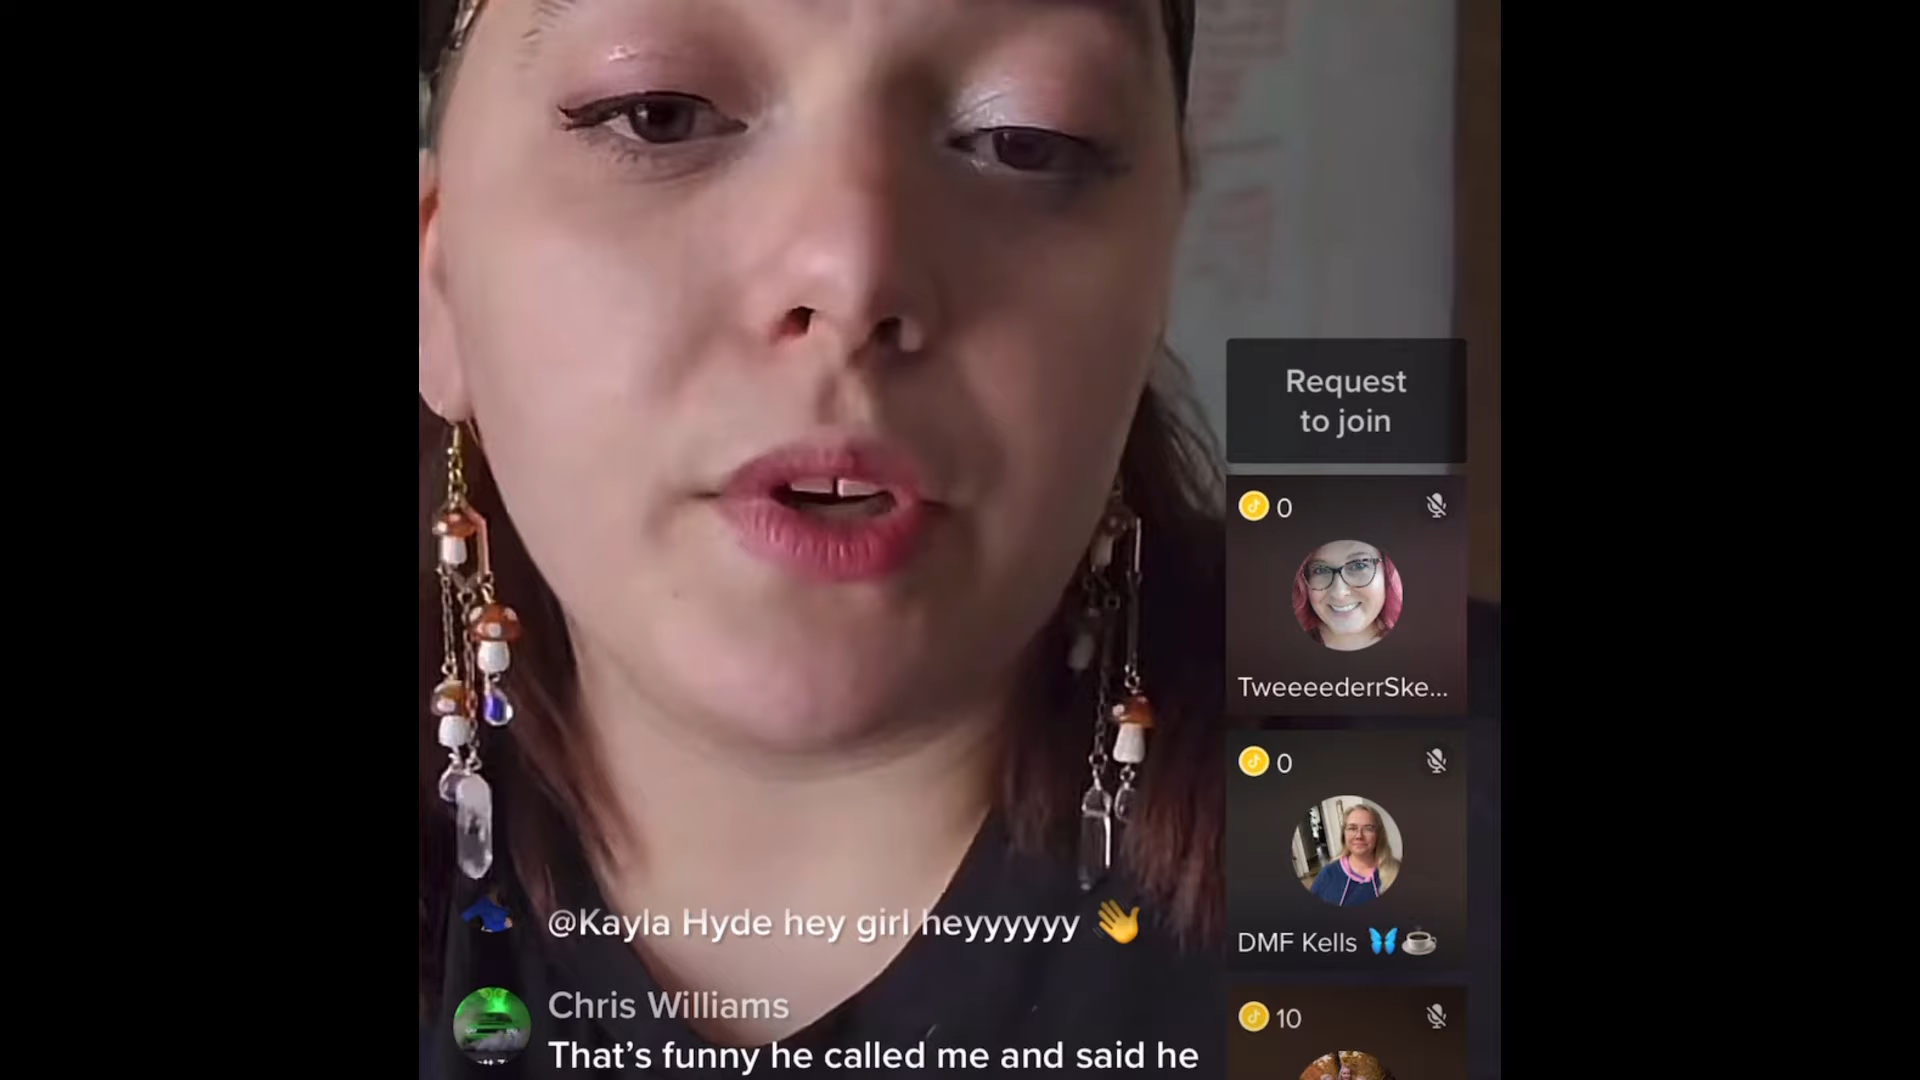 Request
to join
0
TweeeederrSke...
0
DMF Kells 🦋☕
10
@Kayla Hyde hey girl heyyyyyy 👋
Chris Williams
That's funny he called me and said he